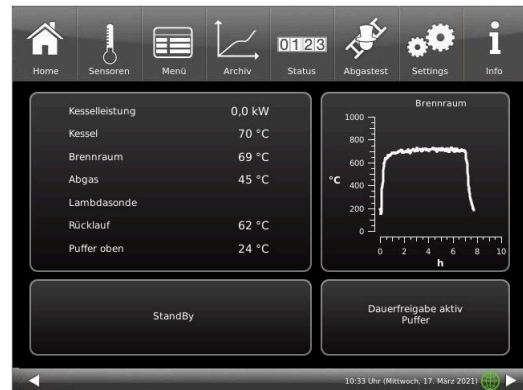 Home
Sensoren
Menü
Archiv
0123
Status
Abgastest
Settings
i
Info
Kesselleistung 0,0 kW
Kessel 70 °C
Brennraum 69 °C
Abgas 45 °C
Lambdasonde
Rücklauf 62 °C
Puffer oben 24 °C
Brennraum
1000
800
600
°C
400
200
0
0 2 4 6 8 10
h
StandBy
Dauerfreigabe aktiv
Puffer
10:33 Uhr (Mittwoch, 17. März 2021)